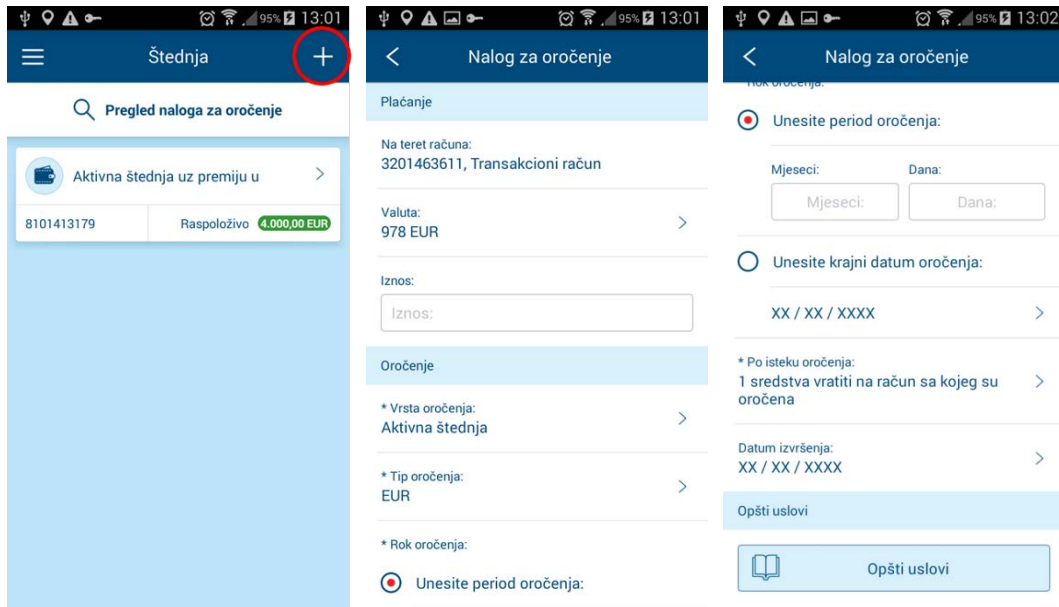 95% 13:01
Štednja
Pregled naloga za oročenje
Aktivna štednja uz premiju u
8101413179 Raspoloživo 4.000,00 EUR
95% 13:01
Nalog za oročenje
Plaćanje
Na teret računa:
3201463611, Transakcioni račun
Valuta:
978 EUR
Iznos:
Iznos:
Oročenje
* Vrsta oročenja:
Aktivna štednja
* Tip oročenja:
EUR
* Rok oročenja:
Unesite period oročenja:
95% 13:02
Nalog za oročenje
Rok oročenja:
Unesite period oročenja:
Mjeseci: Dana:
Mjeseci: Dana:
Unesite krajni datum oročenja:
XX / XX / XXXX
* Po isteku oročenja:
1 sredstva vratiti na račun sa kojeg su
oročena
Datum izvršenja:
XX / XX / XXXX
Opšti uslovi
Opšti uslovi